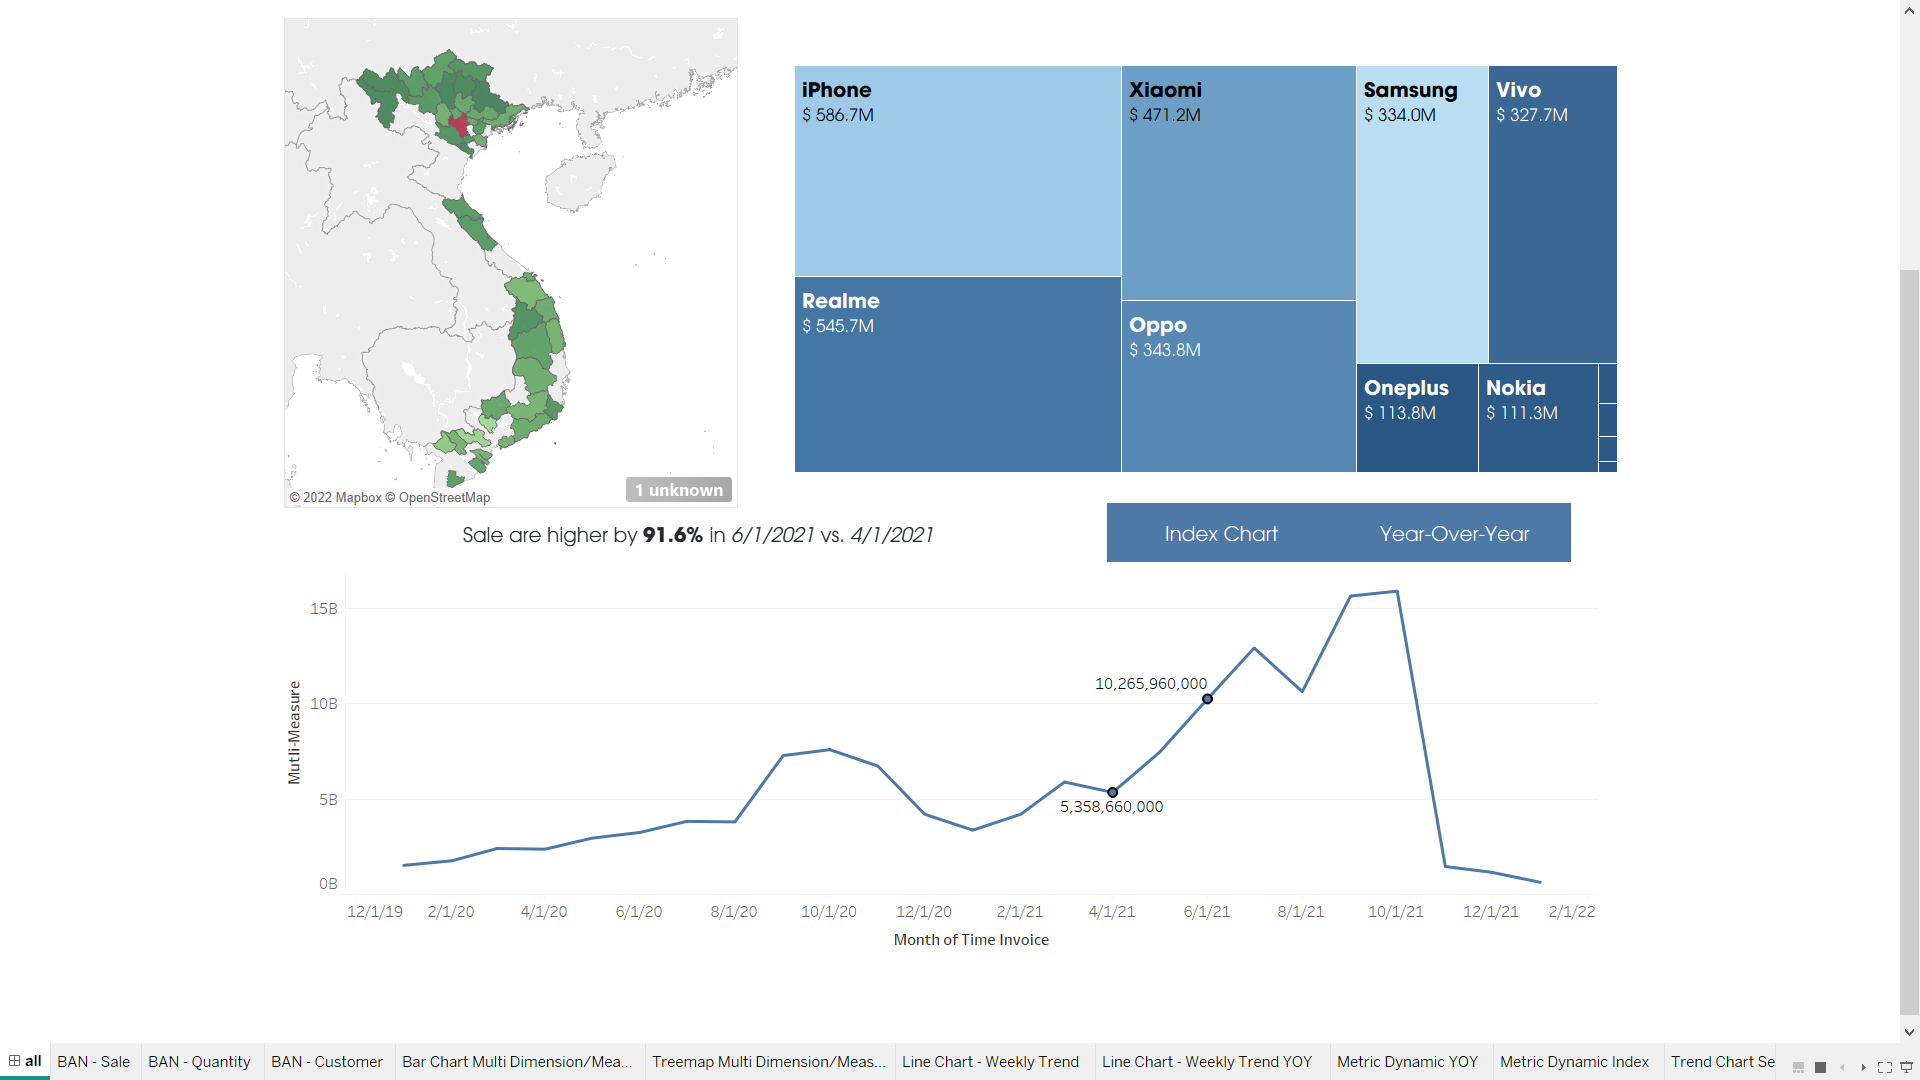 iPhone
$ 586.7M
Xiaomi
$ 471.2M
Samsung
$ 334.0M
Vivo
$ 327.7M
Realme
$ 545.7M
Oppo
$ 343.8M
Oneplus
$ 113.8M
Nokia
$ 111.3M
1 unknown
© 2022 Mapbox © OpenStreetMap
Sale are higher by 91.6% in 6/1/2021 vs. 4/1/2021
Index Chart
Year-Over-Year
15B
10B
5B
0B
Mutli-Measure
10,265,960,000
5,358,660,000
12/1/19
2/1/20
4/1/20
6/1/20
8/1/20
10/1/20
12/1/20
2/1/21
4/1/21
6/1/21
8/1/21
10/1/21
12/1/21
2/1/22
Month of Time Invoice
all
BAN - Sale
BAN - Quantity
BAN - Customer
Bar Chart Multi Dimension/Mea...
Treemap Multi Dimension/Meas...
Line Chart - Weekly Trend
Line Chart - Weekly Trend YOY
Metric Dynamic YOY
Metric Dynamic Index
Trend Chart Se